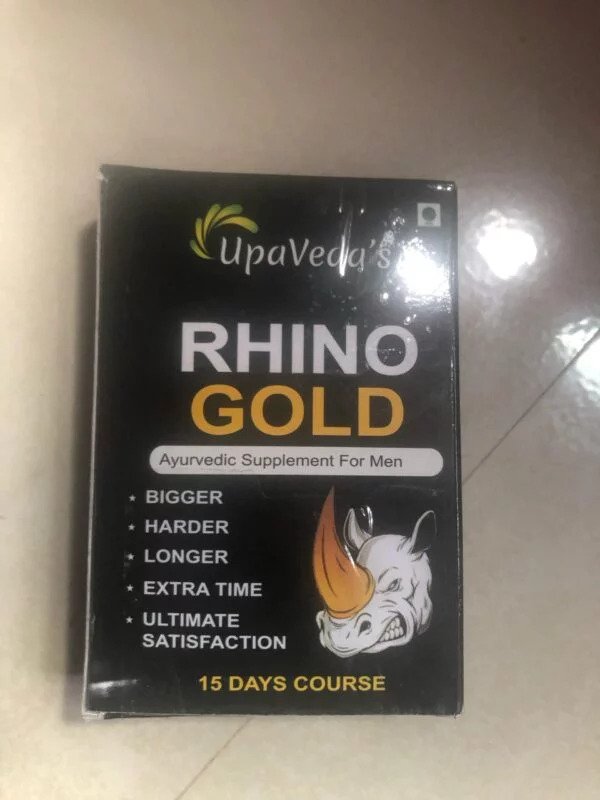 UpaVeda's
RHINO
GOLD
Ayurvedic Supplement For Men
★ BIGGER
★ HARDER
★ LONGER
★ EXTRA TIME
★ ULTIMATE
SATISFACTION
15 DAYS COURSE